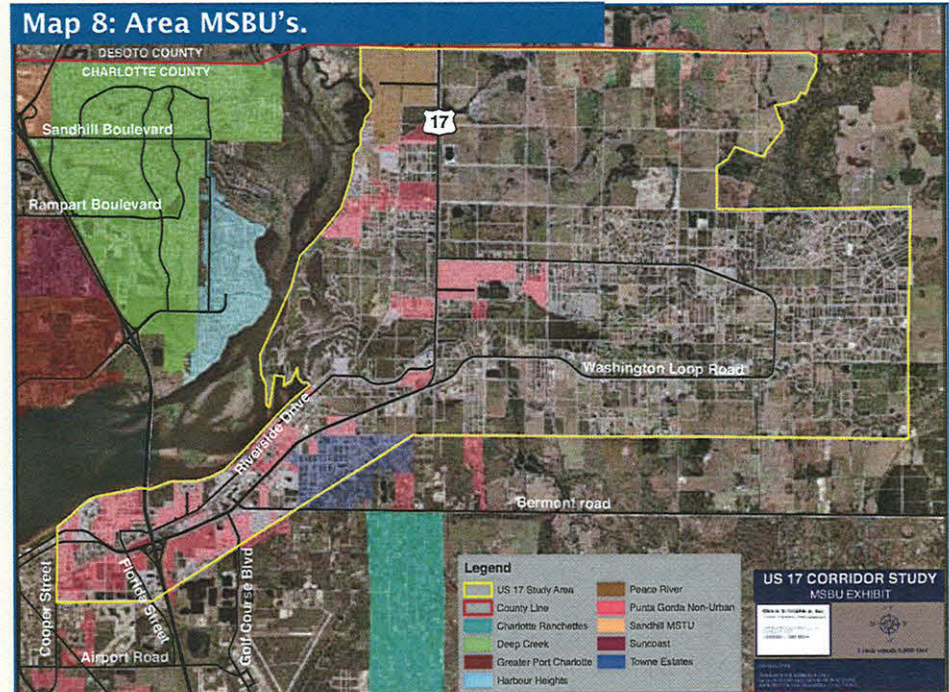 Map 8: Area MSBU's.
DESOTO COUNTY
CHARLOTTE COUNTY
17
Sandhill Boulevard
Rampart Boulevard
Washington Loop Road
Riverside Drive
Bermont road
Cooper Street
Florida Street
Golf Course Blvd
Airport Road
Legend
US 17 Study Area
County Line
Charlotte Ranchettes
Deep Creek
Greater Port Charlotte
Harbour Heights
Peace River
Punta Gorda Non-Urban
Sandhill MSTU
Suncoast
Towne Estates
US 17 CORRIDOR STUDY
MSBU EXHIBIT